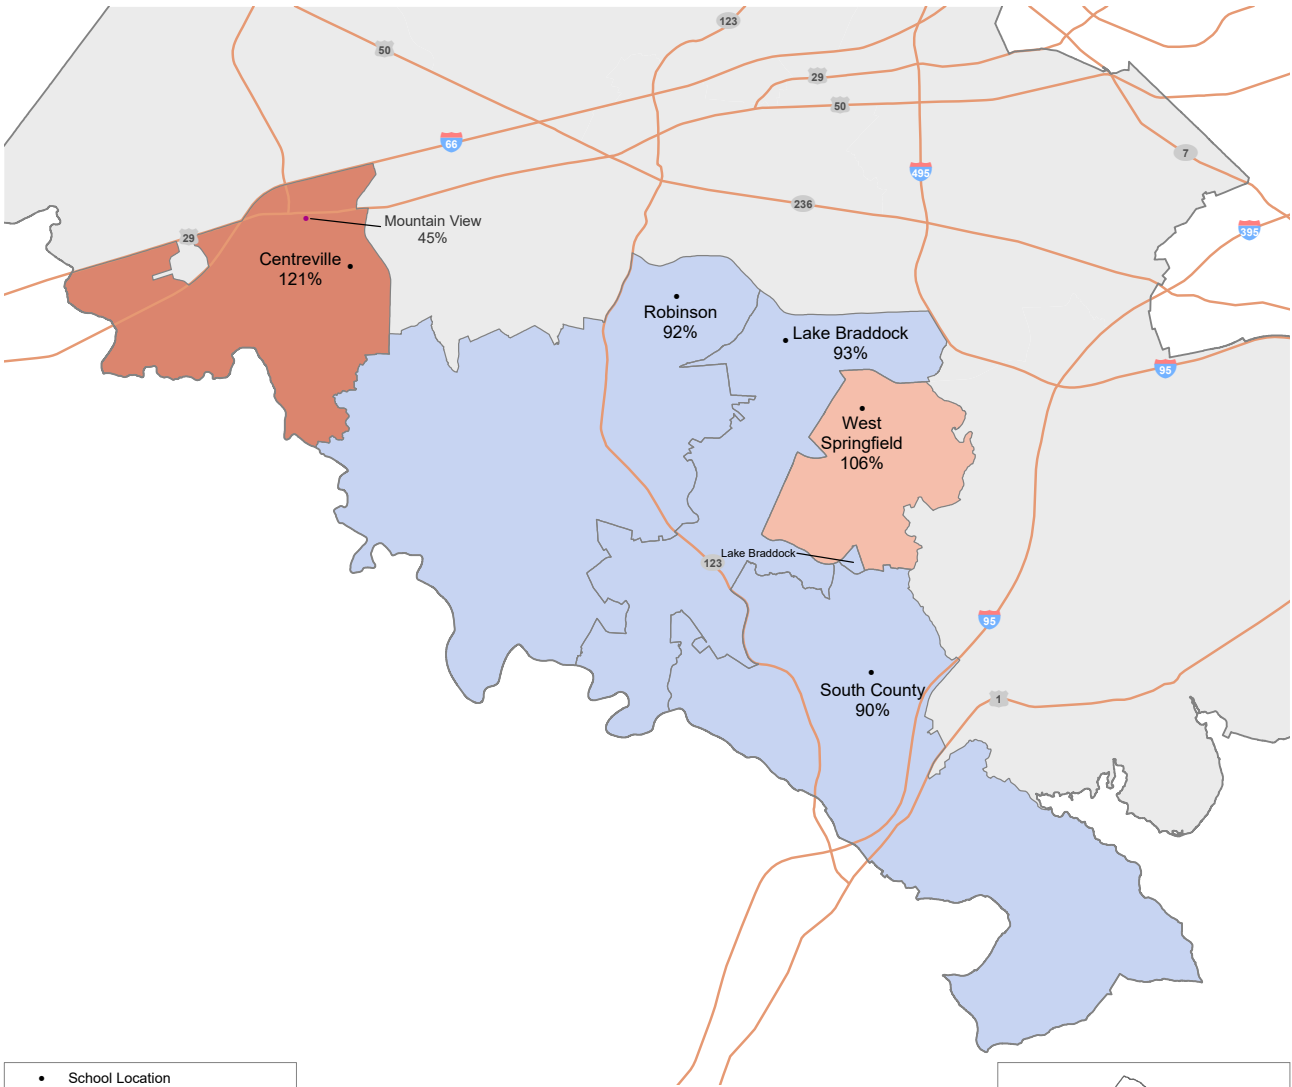 123
50
29
50
66
7
495
236
395
29
Mountain View
45%
Centreville
121%
Robinson
92%
Lake Braddock
93%
95
West
Springfield
106%
Lake Braddock
123
95
South County
90%
1
School Location